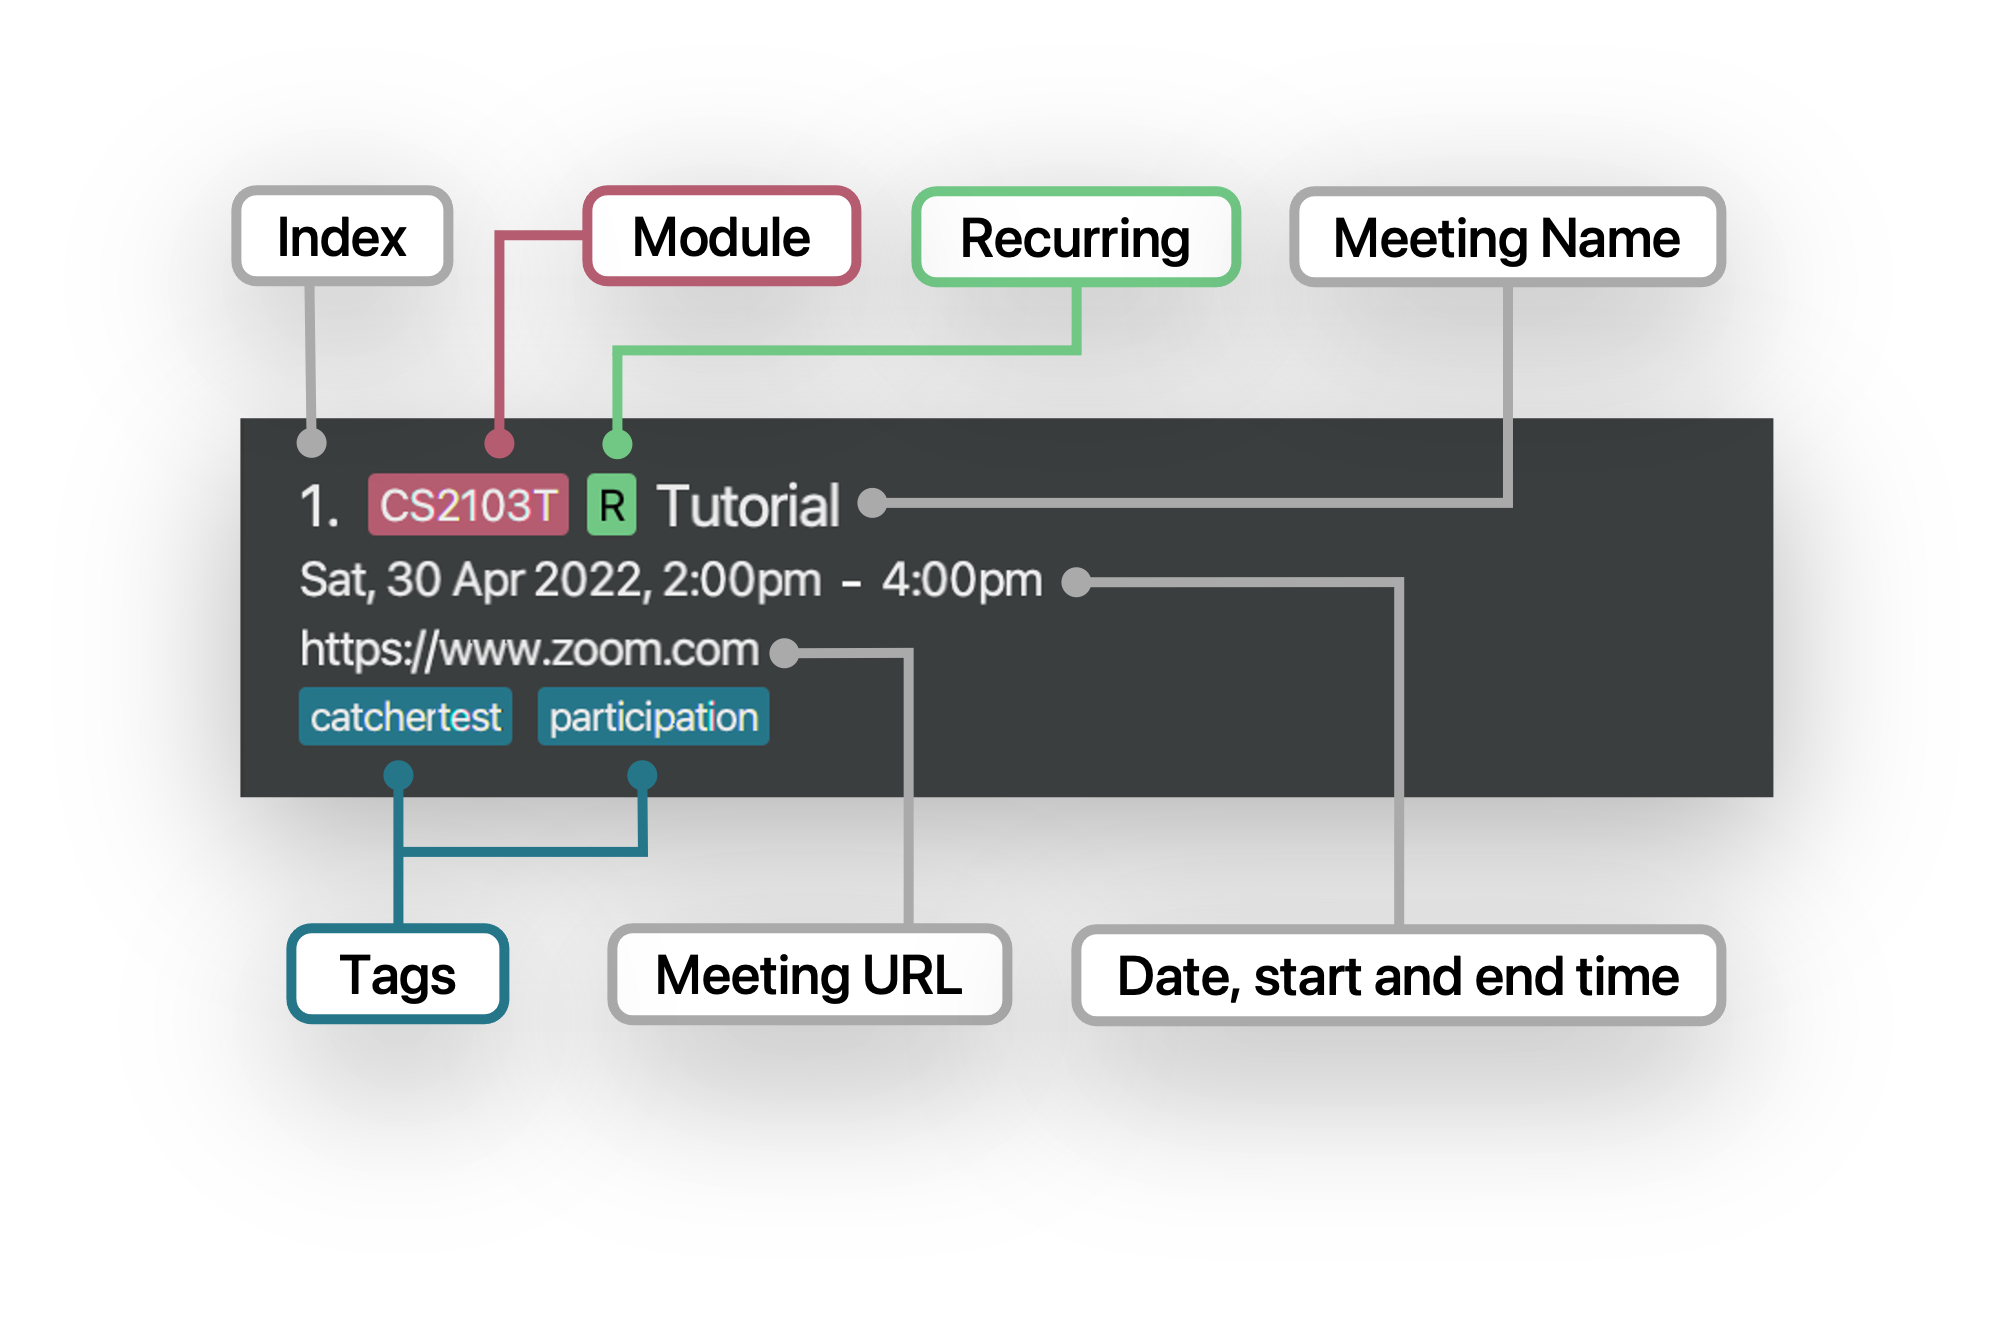 Index Module Recurring Meeting Name
1. CS2103T R Tutorial
Sat, 30 Apr 2022, 2:00pm - 4:00pm
https://www.zoom.com
catchertest participation
Tags Meeting URL Date, start and end time